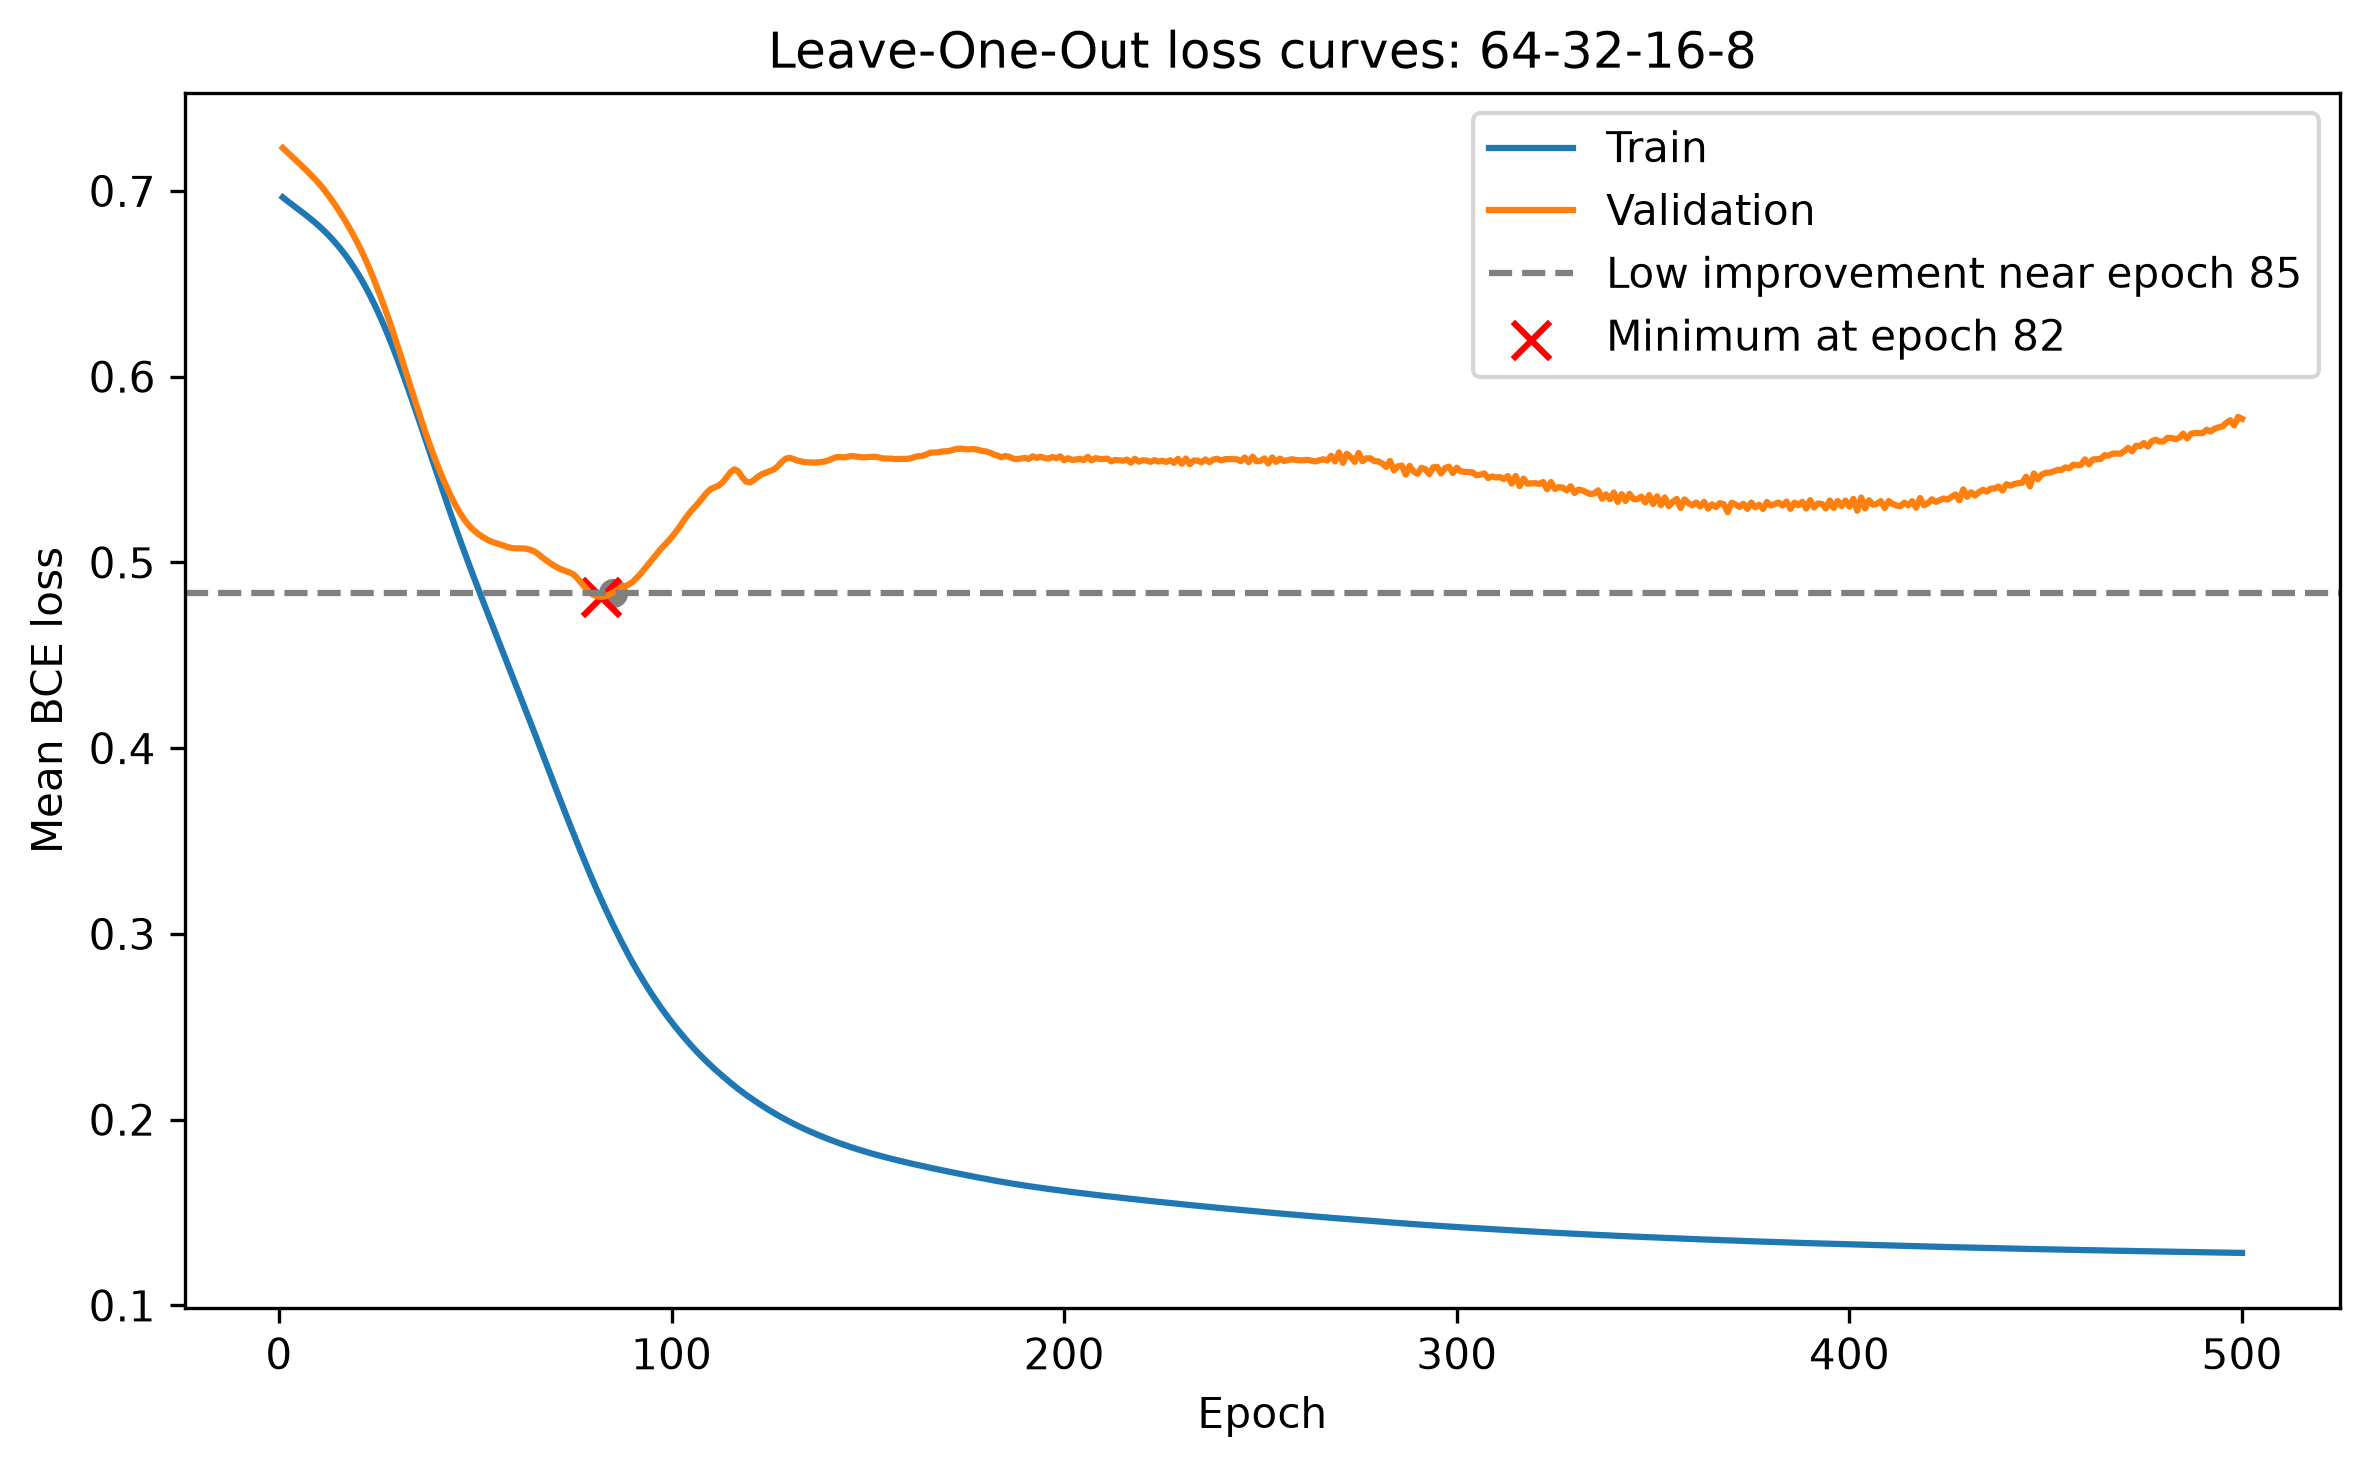 Leave-One-Out loss curves: 64-32-16-8
Train
Validation
Low improvement near epoch 85
Minimum at epoch 82
Mean BCE loss
0.7
0.6
0.5
0.4
0.3
0.2
0.1
0
100
200
300
400
500
Epoch